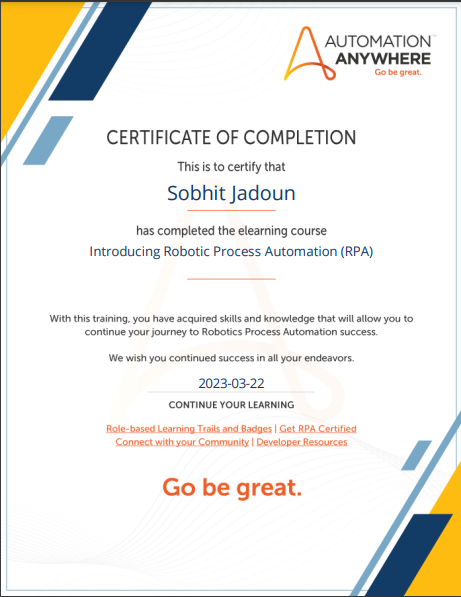 AUTOMATION™
ANYWHERE
Go be great.
CERTIFICATE OF COMPLETION
This is to certify that
Sobhit Jadoun
has completed the elearning course
Introducing Robotic Process Automation (RPA)
With this training, you have acquired skills and knowledge that will allow you to
continue your journey to Robotics Process Automation success.
We wish you continued success in all your endeavors.
2023-03-22
CONTINUE YOUR LEARNING
Role-based Learning Trails and Badges | Get RPA Certified
Connect with your Community | Developer Resources
Go be great.